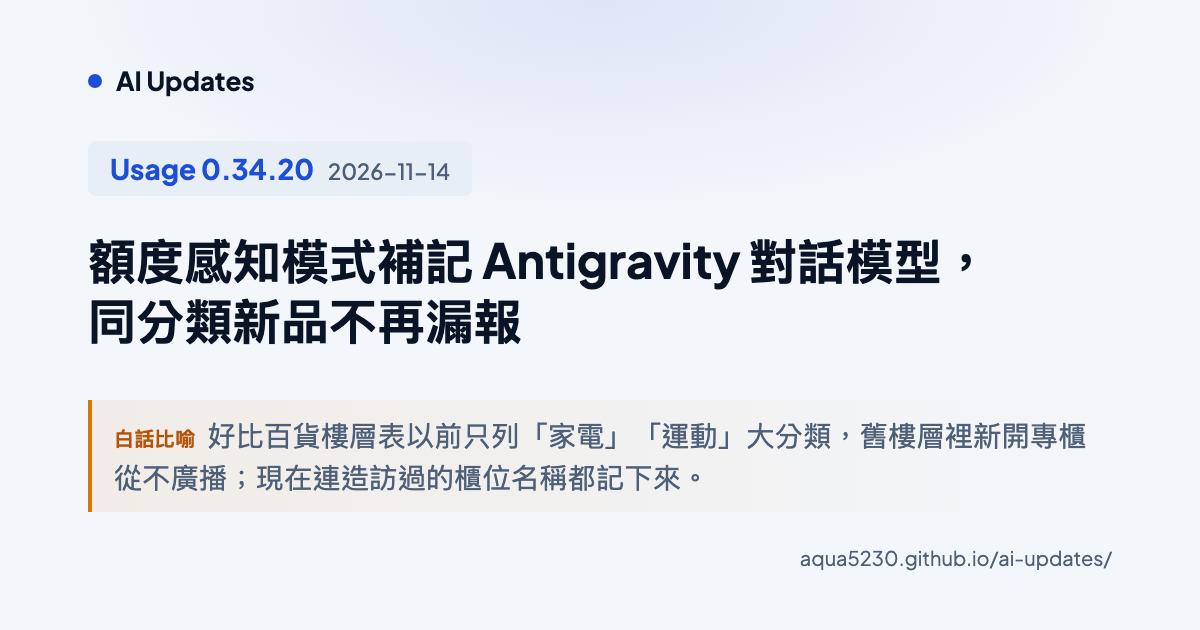 AI Updates
Usage 0.34.20 2026-11-14
額度感知模式補記 Antigravity 對話模型，
同分類新品不再漏報
白話比喻 好比百貨樓層表以前只列「家電」「運動」大分類，舊樓層裡新開專櫃
從不廣播；現在連造訪過的櫃位名稱都記下來。
aqua5230.github.io/ai-updates/